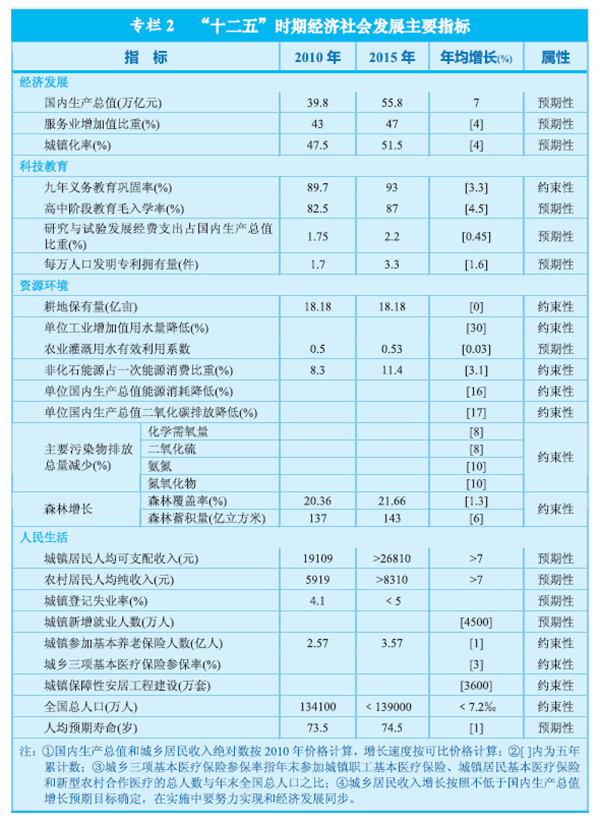 专栏2 “十二五”时期经济社会发展主要指标
指 标 2010年 2015年 年均增长(%) 属性
经济发展
国内生产总值(万亿元) 39.8 55.8 7 预期性
服务业增加值比重(%) 43 47 [4] 预期性
城镇化率(%) 47.5 51.5 [4] 预期性
科技教育
九年义务教育巩固率(%) 89.7 93 [3.3] 约束性
高中阶段教育毛入学率(%) 82.5 87 [4.5] 预期性
研究与试验发展经费支出占国内生产总值
比重(%) 1.75 2.2 [0.45] 预期性
每万人口发明专利拥有量(件) 1.7 3.3 [1.6] 预期性
资源环境
耕地保有量(亿亩) 18.18 18.18 [0] 约束性
单位工业增加值用水量降低(%) [30] 约束性
农业灌溉用水有效利用系数 0.5 0.53 [0.03] 预期性
非化石能源占一次能源消费比重(%) 8.3 11.4 [3.1] 约束性
单位国内生产总值能源消耗降低(%) [16] 约束性
单位国内生产总值二氧化碳排放降低(%) [17] 约束性
主要污染物排放
总量减少(%)
化学需氧量 [8]
二氧化硫 [8]
氨氮 [10]
氮氧化物 [10]
约束性
森林增长
森林覆盖率(%) 20.36 21.66 [1.3]
森林蓄积量(亿立方米) 137 143 [6]
约束性
人民生活
城镇居民人均可支配收入(元) 19109 >26810 >7 预期性
农村居民人均纯收入(元) 5919 >8310 >7 预期性
城镇登记失业率(%) 4.1 <5 预期性
城镇新增就业人数(万人) [4500] 预期性
城镇参加基本养老保险人数(亿人) 2.57 3.57 [1] 约束性
城乡三项基本医疗保险参保率(%) [3] 约束性
城镇保障性安居工程建设(万套) [3600] 约束性
全国总人口(万人) 134100 <139000 <7.2‰ 约束性
人均预期寿命(岁) 73.5 74.5 [1] 预期性
注：①国内生产总值和城乡居民收入绝对数按2010年价格计算，增长速度按可比价格计算；②[ ]内为五年
累计数；③城乡三项基本医疗保险参保率指年末参加城镇职工基本医疗保险、城镇居民基本医疗保险
和新型农村合作医疗的总人数与年末全国总人口之比；④城乡居民收入增长按照不低于国内生产总值
增长预期目标确定，在实施中要努力实现和经济发展同步。